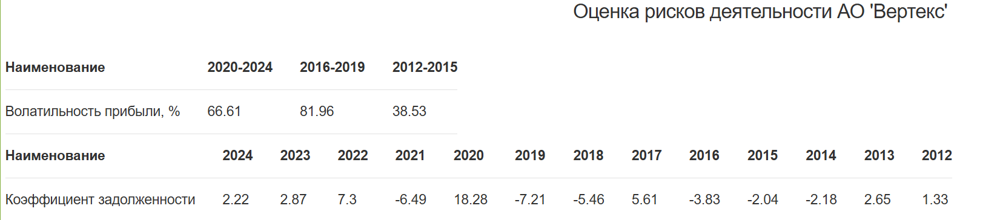 Оценка рисков деятельности АО 'Вертекс'
Наименование 2020-2024 2016-2019 2012-2015
Волатильность прибыли, % 66.61 81.96 38.53
Наименование 2024 2023 2022 2021 2020 2019 2018 2017 2016 2015 2014 2013 2012
Коэффициент задолженности 2.22 2.87 7.3 -6.49 18.28 -7.21 -5.46 5.61 -3.83 -2.04 -2.18 2.65 1.33